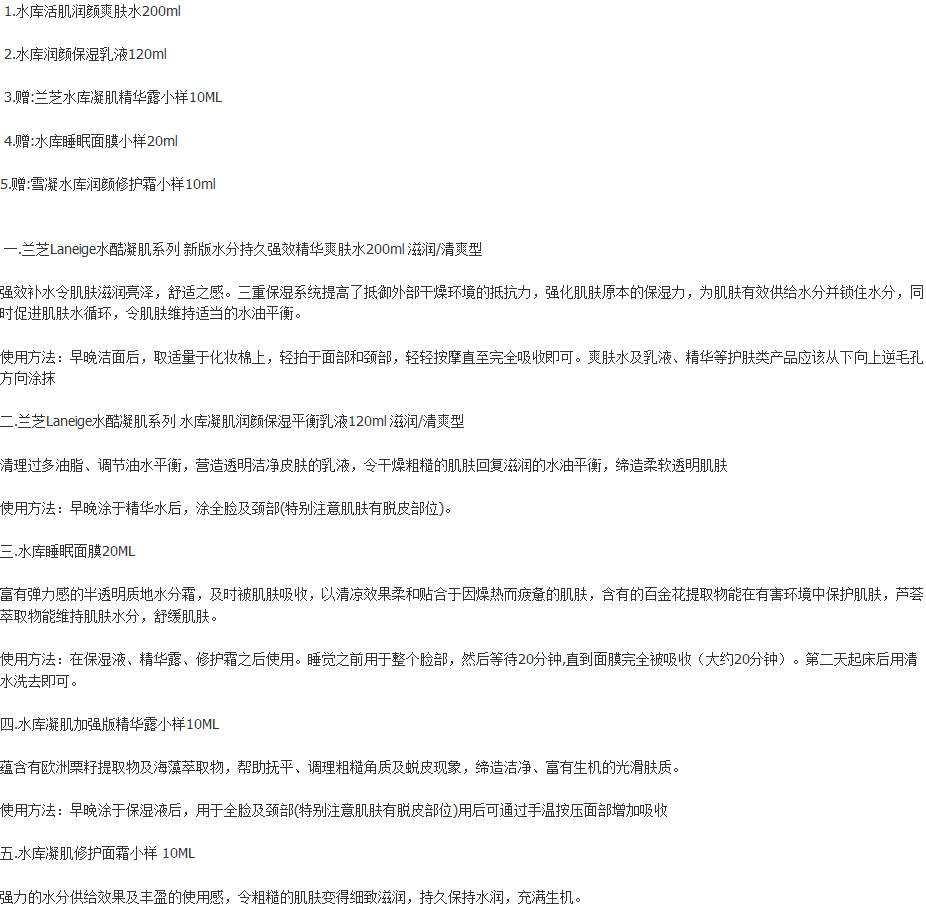 1.水库活肌润颜爽肤水200ml
2.水库润颜保湿乳液120ml
3.赠:兰芝水库凝肌精华露小样10ML
4.赠:水库睡眠面膜小样20ml
5.赠:雪凝水库润颜修护霜小样10ml
一.兰芝Laneige水酷凝肌系列 新版水分持久强效精华爽肤水200ml 滋润/清爽型
强效补水令肌肤滋润亮泽，舒适之感。三重保湿系统提高了抵御外部干燥环境的抵抗力，强化肌肤原本的保湿力，为肌肤有效供给水分并锁住水分，同
时促进肌肤水循环，令肌肤维持适当的水油平衡。
使用方法：早晚洁面后，取适量于化妆棉上，轻拍于面部和颈部，轻轻按摩直至完全吸收即可。爽肤水及乳液、精华等护肤类产品应该从下向上逆毛孔
方向涂抹
二.兰芝Laneige水酷凝肌系列 水库凝肌润颜保湿平衡乳液120ml 滋润/清爽型
清理过多油脂、调节油水平衡，营造透明洁净皮肤的乳液，令干燥粗糙的肌肤回复滋润的水油平衡，缔造柔软透明肌肤
使用方法：早晚涂于精华水后，涂全脸及颈部(特别注意肌肤有脱皮部位)。
三.水库睡眠面膜20ML
富有弹力感的半透明质地水分霜，及时被肌肤吸收，以清凉效果柔和贴合于因燥热而疲惫的肌肤，含有的百金花提取物能在有害环境中保护肌肤，芦荟
萃取物能维持肌肤水分，舒缓肌肤。
使用方法：在保湿液、精华露、修护霜之后使用。睡觉之前用于整个脸部，然后等待20分钟,直到面膜完全被吸收（大约20分钟）。第二天起床后用清
水洗去即可。
四.水库凝肌加强版精华露小样10ML
蕴含有欧洲栗籽提取物及海藻萃取物，帮助抚平、调理粗糙角质及蜕皮现象，缔造洁净、富有生机的光滑肤质。
使用方法：早晚涂于保湿液后，用于全脸及颈部(特别注意肌肤有脱皮部位)用后可通过手温按压面部增加吸收
五.水库凝肌修护面霜小样 10ML
强力的水分供给效果及丰盈的使用感，令粗糙的肌肤变得细致滋润，持久保持水润，充满生机。